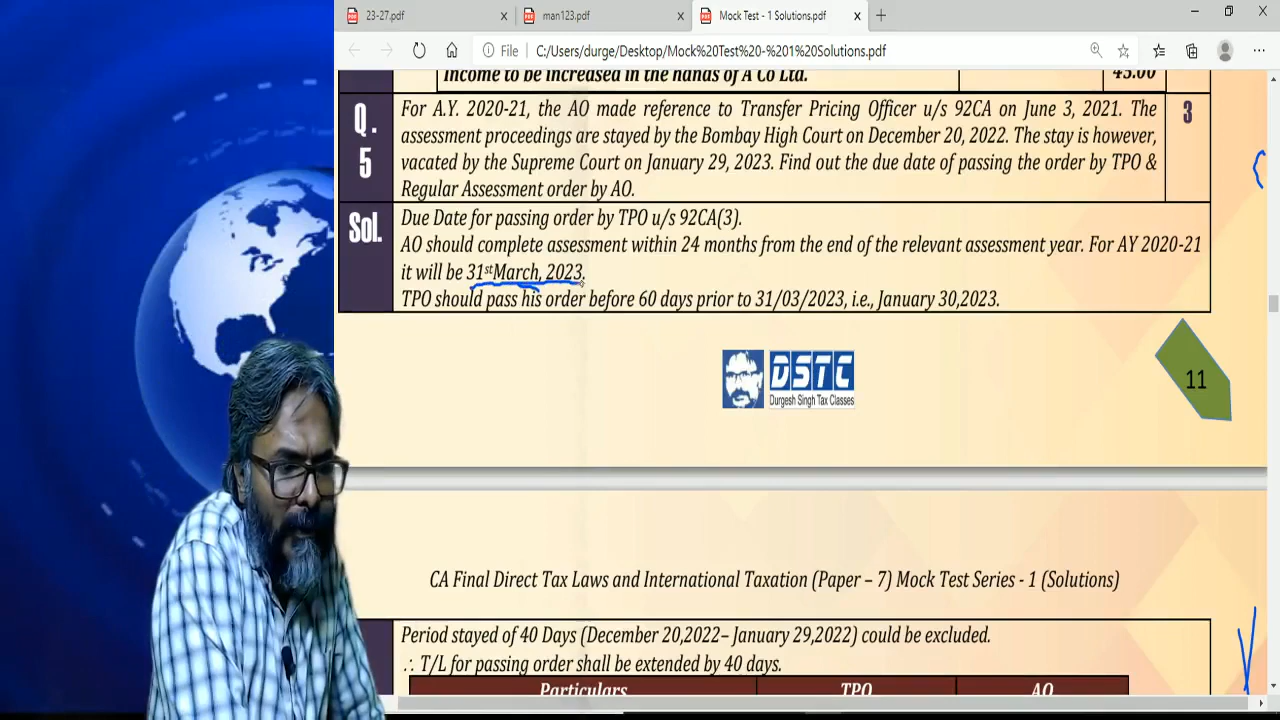 23-27.pdf
man123.pdf
Mock Test - 1 Solutions.pdf
File
C:/Users/durge/Desktop/Mock%20Test%20-%201%20Solutions.pdf
Income to be increased in the hands of A Co Ltd.
45.00
Q.
5
For A.Y. 2020-21, the AO made reference to Transfer Pricing Officer u/s 92CA on June 3, 2021. The
assessment proceedings are stayed by the Bombay High Court on December 20, 2022. The stay is however,
vacated by the Supreme Court on January 29, 2023. Find out the due date of passing the order by TPO &
Regular Assessment order by AO.
3
Sol.
Due Date for passing order by TPO u/s 92CA(3).
AO should complete assessment within 24 months from the end of the relevant assessment year. For AY 2020-21
it will be 31stMarch, 2023.
TPO should pass his order before 60 days prior to 31/03/2023, i.e., January 30,2023.
DSTC
Durgesh Singh Tax Classes
11
CA Final Direct Tax Laws and International Taxation (Paper – 7) Mock Test Series - 1 (Solutions)
Period stayed of 40 Days (December 20,2022– January 29,2022) could be excluded.
∴ T/L for passing order shall be extended by 40 days.
Particulars
TPO
AO